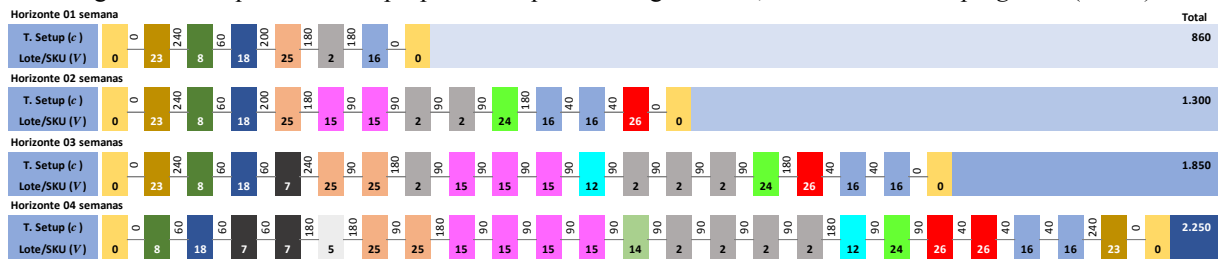 Horizonte 01 semana Total
T. Setup (c) 0 240 60 200 180 180 0 860
Lote/SKU (V) 0 23 8 18 25 2 16 0
Horizonte 02 semanas
T. Setup (c) 0 240 60 200 180 90 90 90 90 180 40 40 0 1.300
Lote/SKU (V) 0 23 8 18 25 15 15 2 2 24 16 16 26 0
Horizonte 03 semanas
T. Setup (c) 0 240 60 60 240 90 180 90 90 90 90 90 90 90 90 180 40 40 0 1.850
Lote/SKU (V) 0 23 8 18 7 25 25 2 15 15 15 12 2 2 2 24 26 16 16 0
Horizonte 04 semanas
T. Setup (c) 0 60 60 60 180 180 90 180 90 90 90 90 90 90 90 90 180 90 90 40 40 40 240 0 2.250
Lote/SKU (V) 0 8 18 7 7 5 25 25 15 15 15 15 14 2 2 2 2 12 24 26 26 16 16 23 0